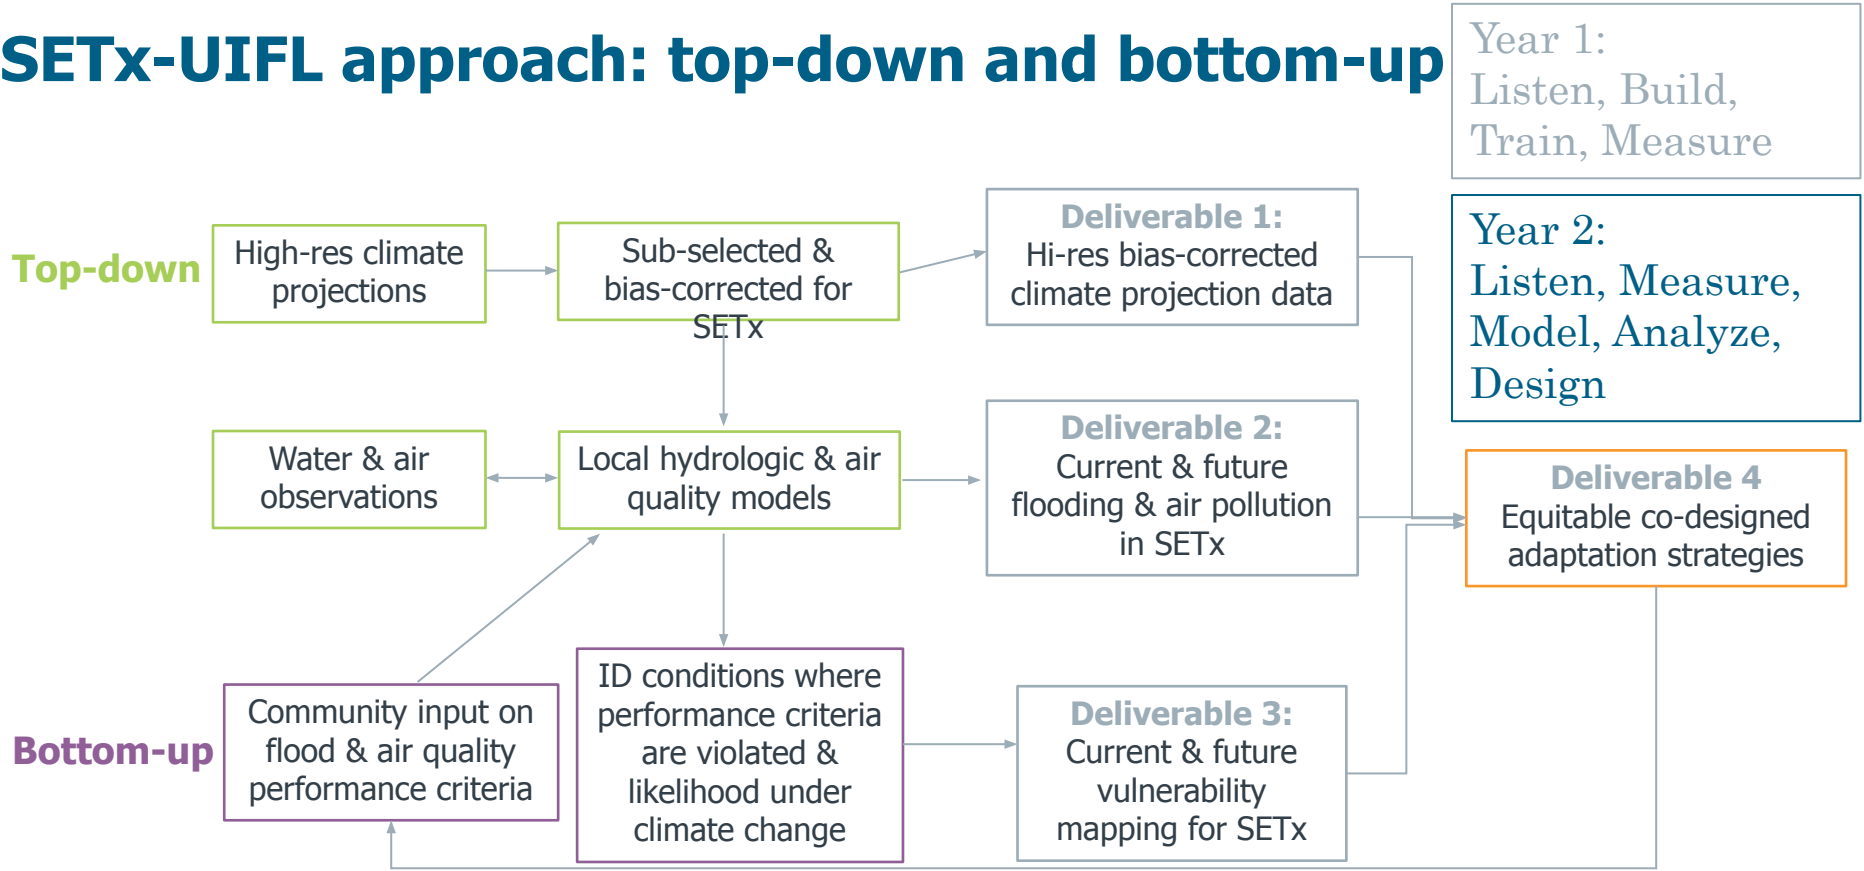 SETx-UIFL approach: top-down and bottom-up
Year 1:
Listen, Build,
Train, Measure
Year 2:
Listen, Measure,
Model, Analyze,
Design
Top-down
High-res climate
projections
Sub-selected &
bias-corrected for
SETx
Deliverable 1:
Hi-res bias-corrected
climate projection data
Water & air
observations
Local hydrologic & air
quality models
Deliverable 2:
Current & future
flooding & air pollution
in SETx
Deliverable 4
Equitable co-designed
adaptation strategies
Bottom-up
Community input on
flood & air quality
performance criteria
ID conditions where
performance criteria
are violated &
likelihood under
climate change
Deliverable 3:
Current & future
vulnerability
mapping for SETx